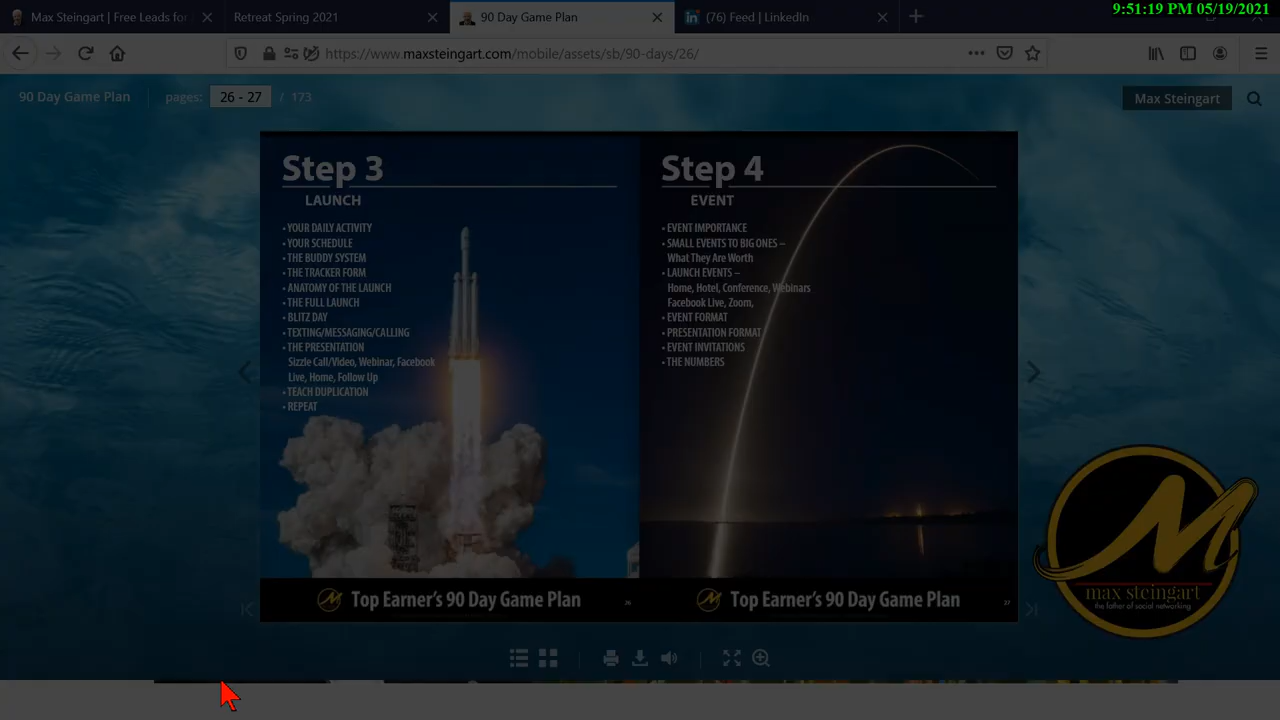 Max Steingart | Free Leads for
Retreat Spring 2021
90 Day Game Plan
(76) Feed | LinkedIn
9:51:19 PM 05/19/2021
https://www.maxsteingart.com/mobile/assets/sb/90-days/26/
90 Day Game Plan
pages:
26 - 27
/ 173
Max Steingart
Step 3
LAUNCH
• YOUR DAILY ACTIVITY
• YOUR SCHEDULE
• THE BUDDY SYSTEM
• THE TRACKER FORM
• ANATOMY OF THE LAUNCH
• THE FULL LAUNCH
• BLITZ DAY
• TEXTING/MESSAGING/CALLING
• THE PRESENTATION
Sizzle Call/Video, Webinar, Facebook
Live, Home, Follow Up
• TEACH DUPLICATION
• REPEAT
Top Earner's 90 Day Game Plan
26
Step 4
EVENT
• EVENT IMPORTANCE
• SMALL EVENTS TO BIG ONES –
What They Are Worth
• LAUNCH EVENTS –
Home, Hotel, Conference, Webinars
Facebook Live, Zoom,
• EVENT FORMAT
• PRESENTATION FORMAT
• EVENT INVITATIONS
• THE NUMBERS
Top Earner's 90 Day Game Plan
27
max steingart
the father of social networking